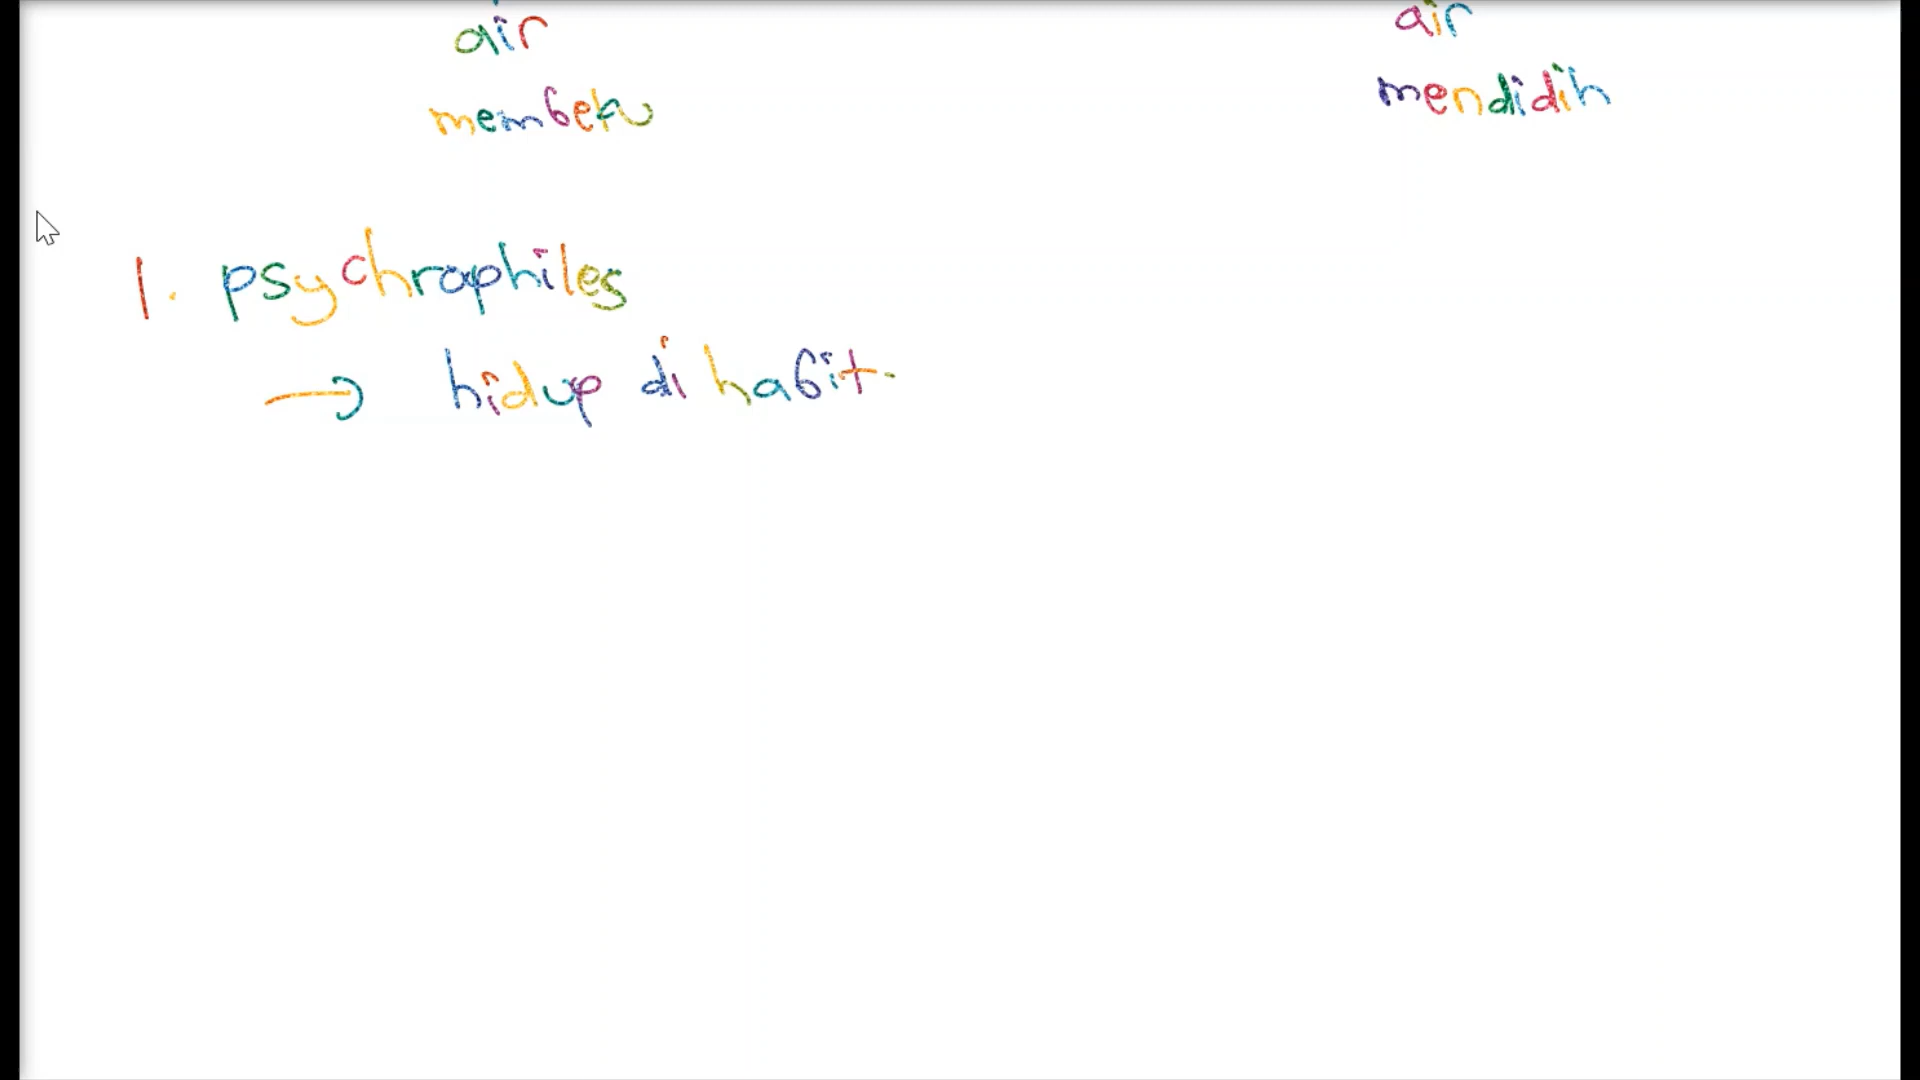 air
membeku
air
mendidih
1. psychrophiles
→ hidup di habit.